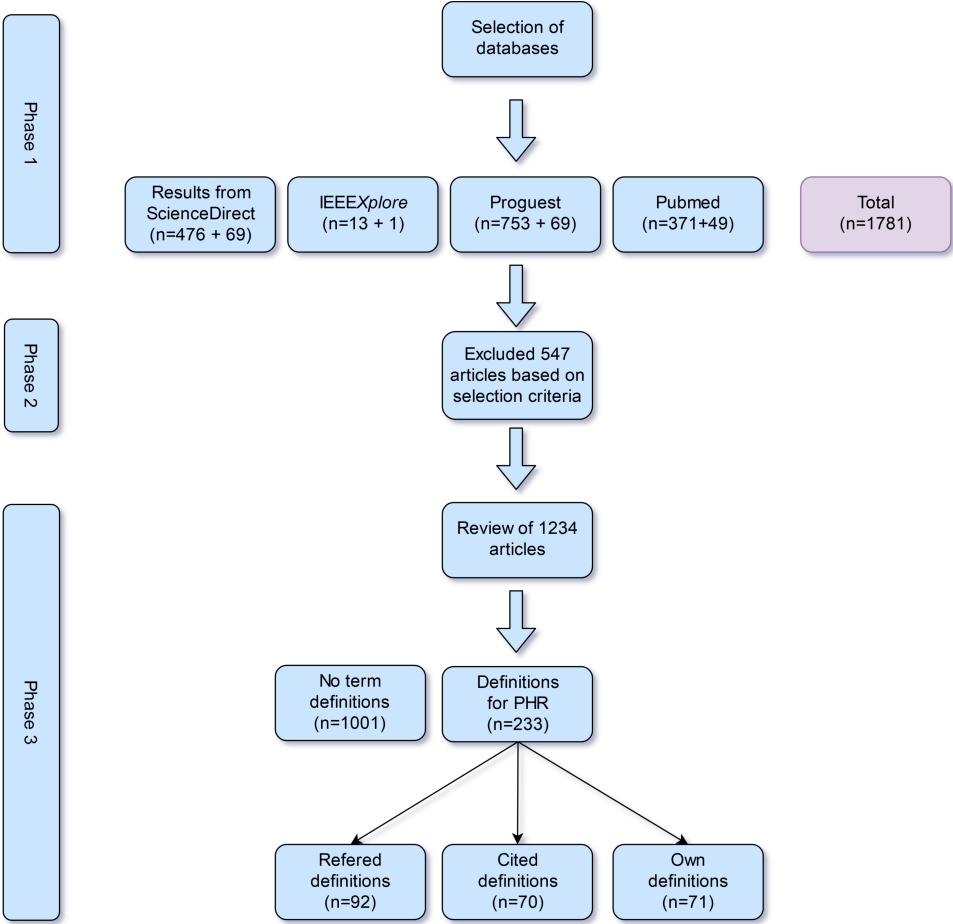 Phase 1
Selection of
databases
Results from
ScienceDirect
(n=476 + 69)
IEEEXplore
(n=13 + 1)
Proguest
(n=753 + 69)
Pubmed
(n=371+49)
Total
(n=1781)
Phase 2
Excluded 547
articles based on
selection criteria
Phase 3
Review of 1234
articles
No term
definitions
(n=1001)
Definitions
for PHR
(n=233)
Refered
definitions
(n=92)
Cited
definitions
(n=70)
Own
definitions
(n=71)